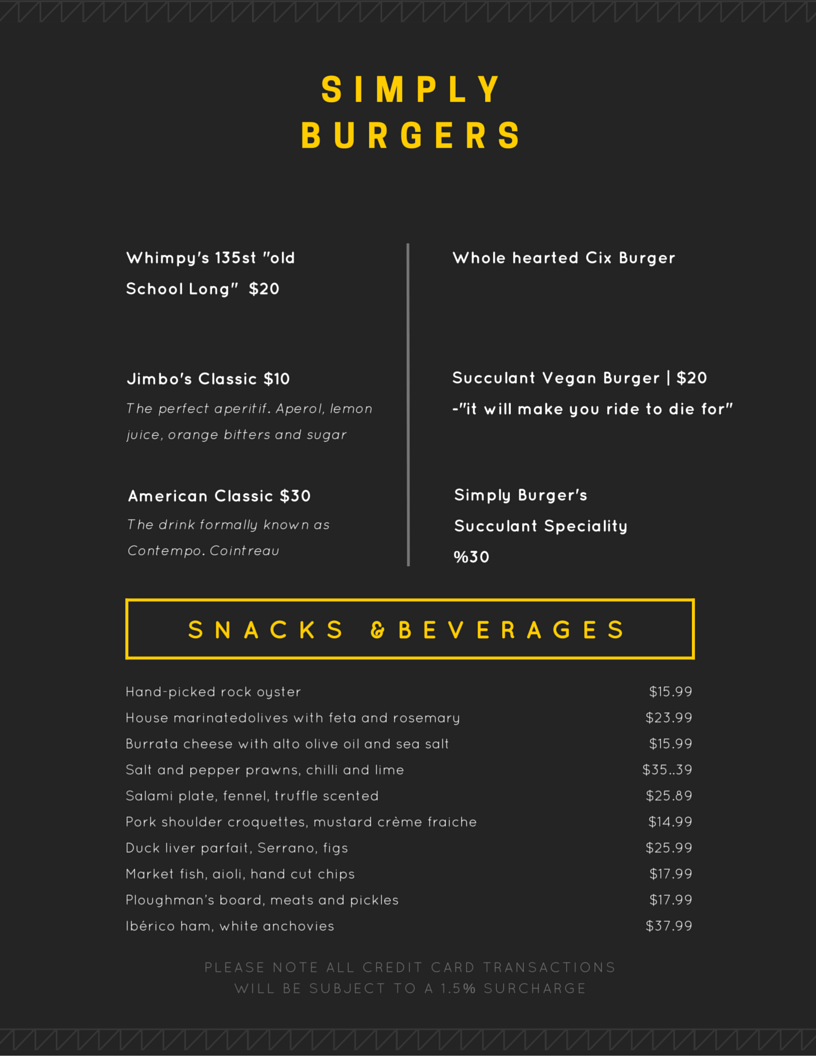 SIMPLY
BURGERS
Whimpy's 135st "old
School Long" $20
Jimbo's Classic $10
The perfect aperitif. Aperol, lemon
juice, orange bitters and sugar
American Classic $30
The drink formally known as
Contempo. Cointreau
Whole hearted Cix Burger
Succulant Vegan Burger | $20
-"it will make you ride to die for"
Simply Burger's
Succulant Speciality
%30
SNACKS &BEVERAGES
Hand-picked rock oyster $15.99
House marinatedolives with feta and rosemary $23.99
Burrata cheese with alto olive oil and sea salt $15.99
Salt and pepper prawns, chilli and lime $35..39
Salami plate, fennel, truffle scented $25.89
Pork shoulder croquettes, mustard crème fraiche $14.99
Duck liver parfait, Serrano, figs $25.99
Market fish, aioli, hand cut chips $17.99
Ploughman's board, meats and pickles $17.99
Ibérico ham, white anchovies $37.99
PLEASE NOTE ALL CREDIT CARD TRANSACTIONS
WILL BE SUBJECT TO A 1.5% SURCHARGE